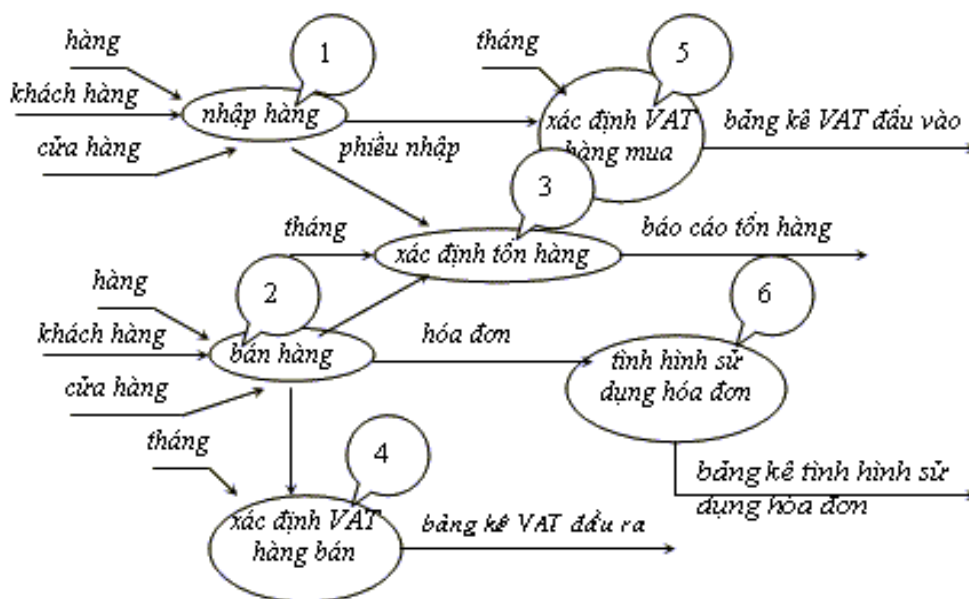 hàng
1
tháng
5
khách hàng
nhập hàng
xác định VAT
hàng mua
bảng kê VAT đầu vào
cửa hàng
phiếu nhập
3
tháng
xác định tồn hàng
báo cáo tồn hàng
hàng
2
6
khách hàng
bán hàng
hóa đơn
tình hình sử
dụng hóa đơn
cửa hàng
tháng
4
bảng kê tình hình sử
dụng hóa đơn
xác định VAT
hàng bán
bảng kê VAT đầu ra